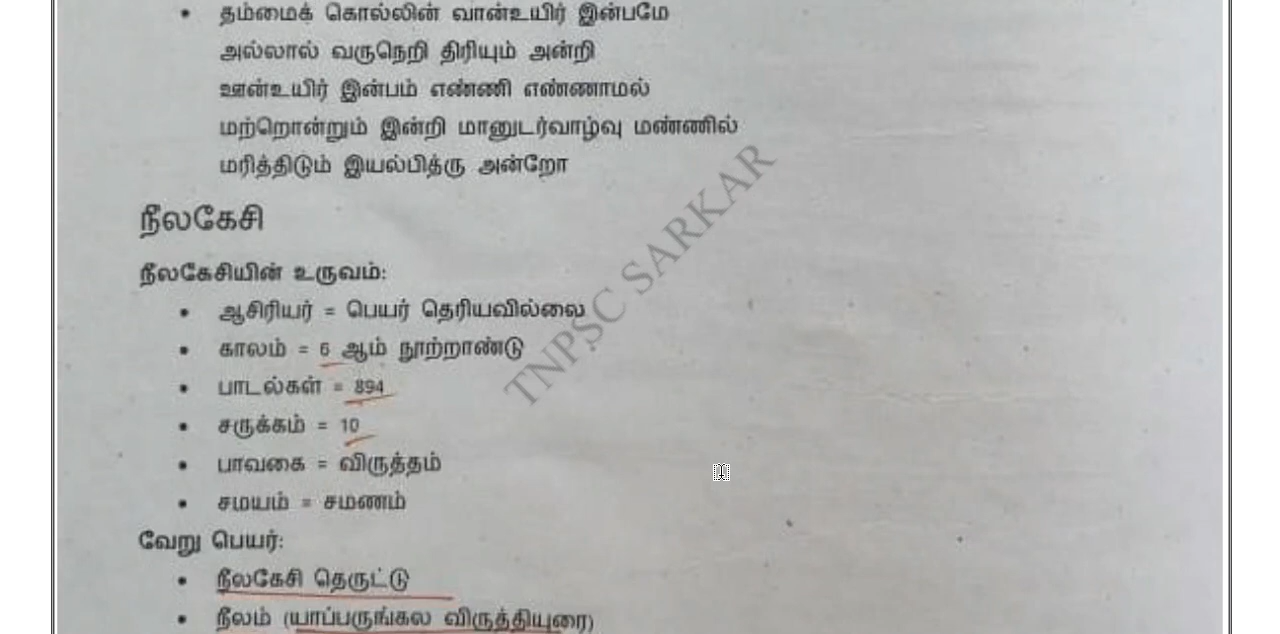 • தம்மைக் கொல்லின் வான்உயிர் இன்பமே
அல்லால் வருநெறி திரியும் அன்றி
ஊன்உயிர் இன்பம் எண்ணி எண்ணாமல்
மற்றொன்றும் இன்றி மானுடர்வாழ்வு மண்ணில்
மரித்திடும் இயல்பித்ரு அன்றோ
TNPSC SARKAR
நீலகேசி
நீலகேசியின் உருவம்:
• ஆசிரியர் = பெயர் தெரியவில்லை
• காலம் = 6 ஆம் நூற்றாண்டு
• பாடல்கள் = 894
• சருக்கம் = 10
• பாவகை = விருத்தம்
• சமயம் = சமணம்
வேறு பெயர்:
• நீலகேசி தெருட்டு
• நீலம் (யாப்பருங்கல விருத்தியுரை)